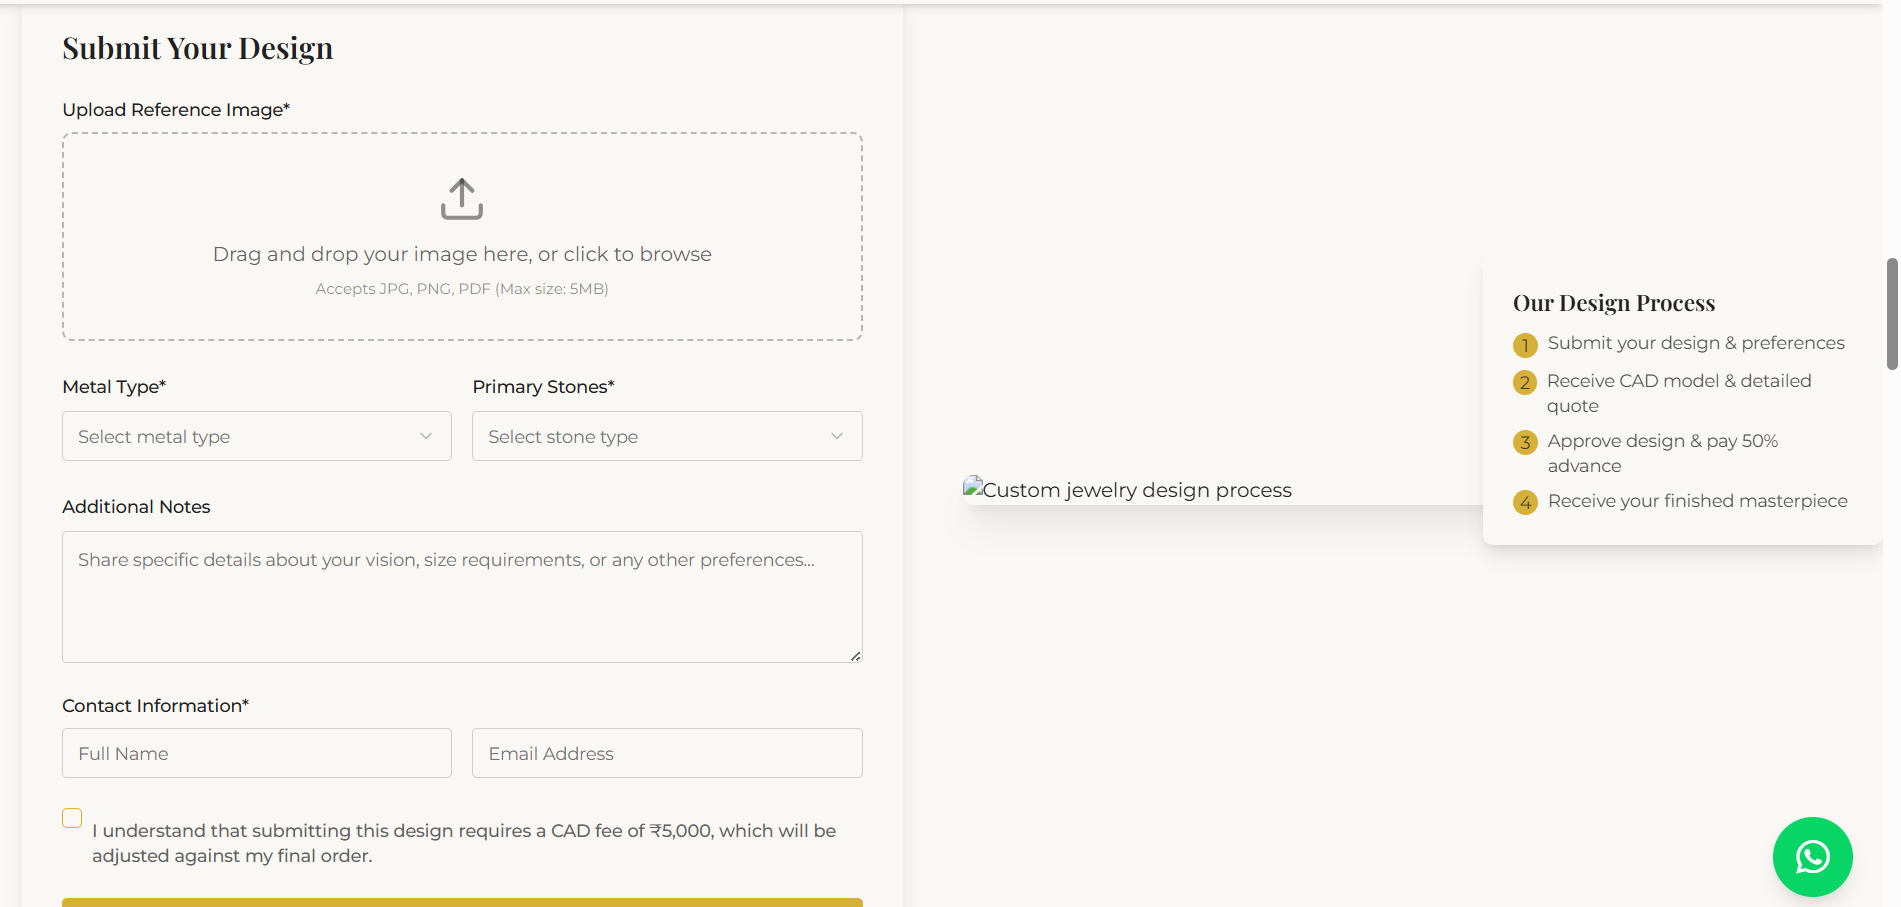 Submit Your Design
Upload Reference Image*
Drag and drop your image here, or click to browse
Accepts JPG, PNG, PDF (Max size: 5MB)
Metal Type*
Primary Stones*
Select metal type
Select stone type
Additional Notes
Share specific details about your vision, size requirements, or any other preferences...
Contact Information*
Full Name
Email Address
I understand that submitting this design requires a CAD fee of ₹5,000, which will be
adjusted against my final order.
Custom jewelry design process
Our Design Process
1 Submit your design & preferences
2 Receive CAD model & detailed
quote
3 Approve design & pay 50%
advance
4 Receive your finished masterpiece